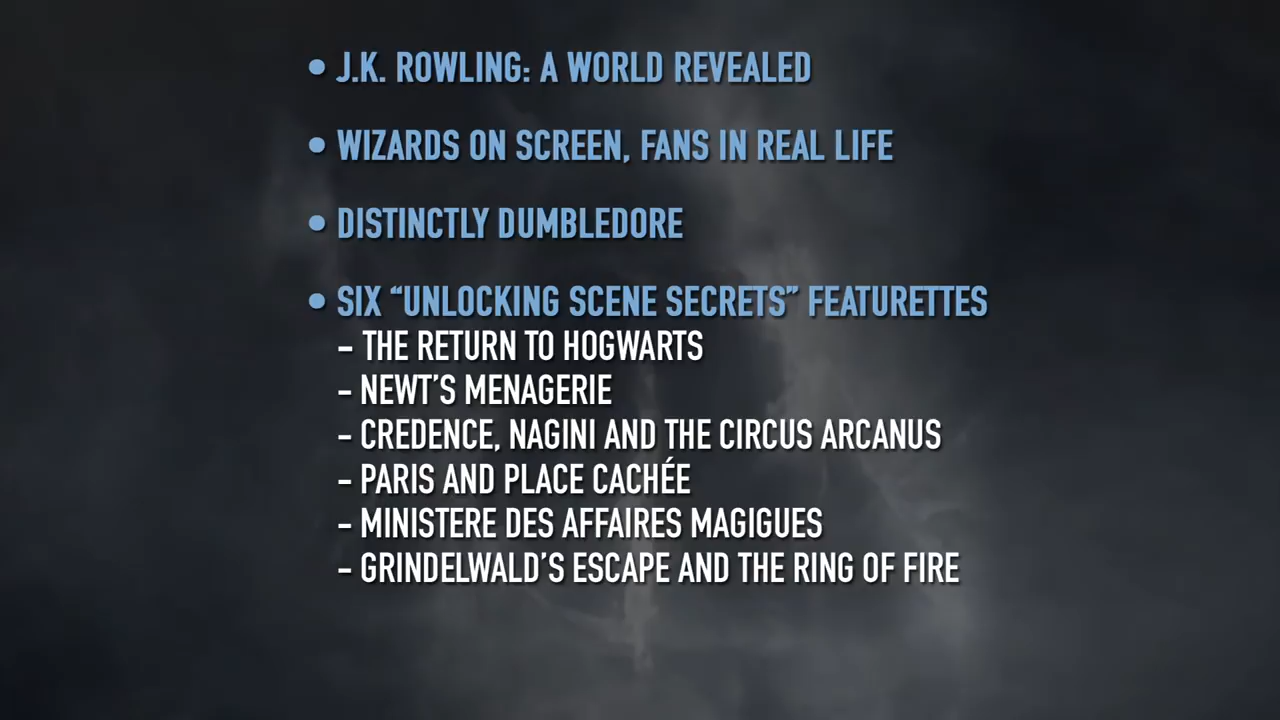 • J.K. ROWLING: A WORLD REVEALED
• WIZARDS ON SCREEN, FANS IN REAL LIFE
• DISTINCTLY DUMBLEDORE
• SIX “UNLOCKING SCENE SECRETS” FEATURETTES
– THE RETURN TO HOGWARTS
– NEWT’S MENAGERIE
– CREDENCE, NAGINI AND THE CIRCUS ARCANUS
– PARIS AND PLACE CACHÉE
– MINISTERE DES AFFAIRES MAGIGUES
– GRINDELWALD’S ESCAPE AND THE RING OF FIRE